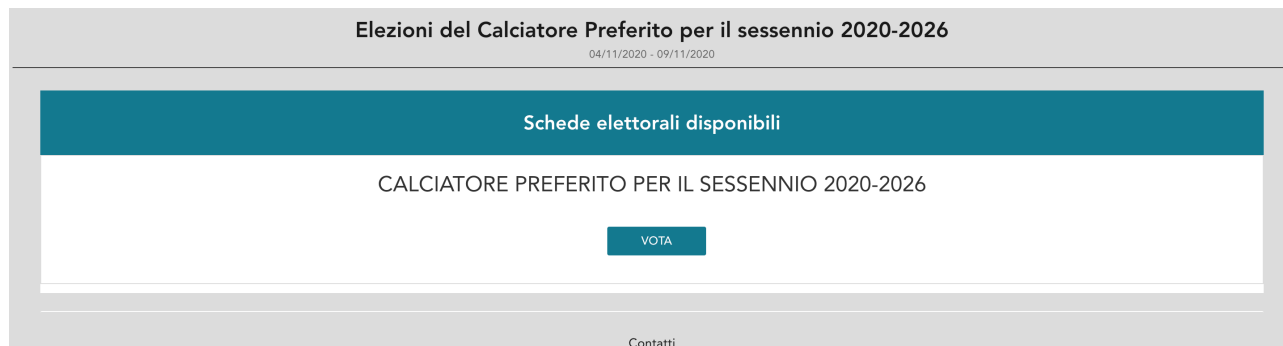 Elezioni del Calciatore Preferito per il sessennio 2020-2026
04/11/2020 - 09/11/2020
Schede elettorali disponibili
CALCIATORE PREFERITO PER IL SESSENNIO 2020-2026
VOTA
Contatti